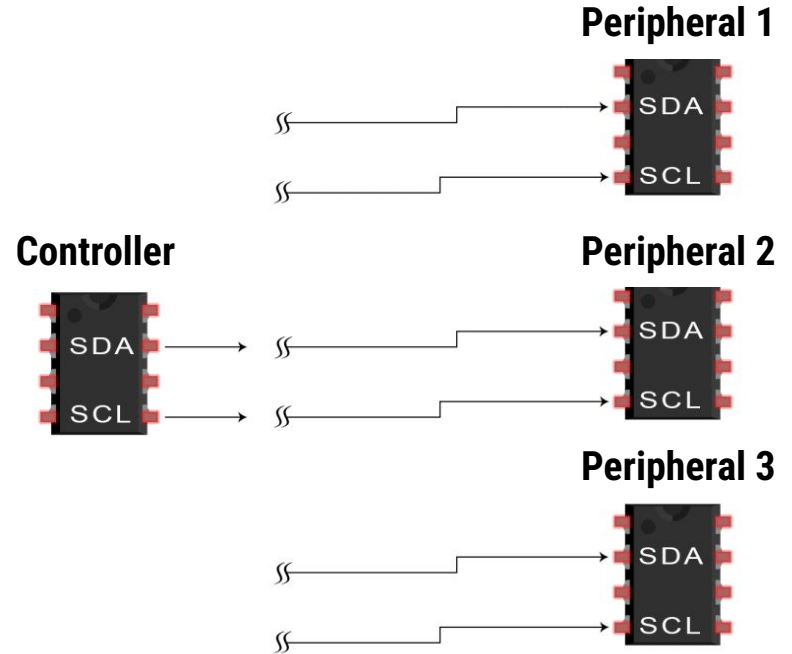 Peripheral 1
SDA
SCL
Controller
SDA
SCL
Peripheral 2
SDA
SCL
Peripheral 3
SDA
SCL